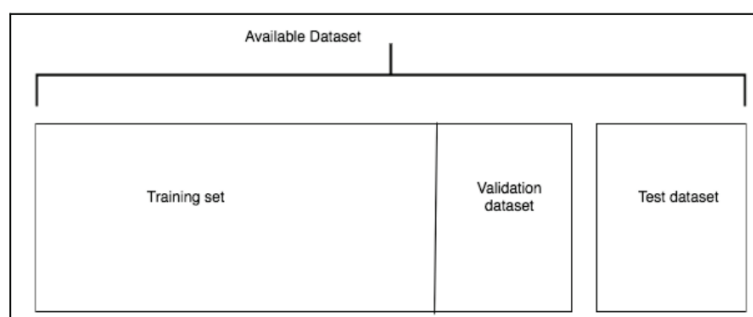 Available Dataset
Training set
Validation
dataset
Test dataset